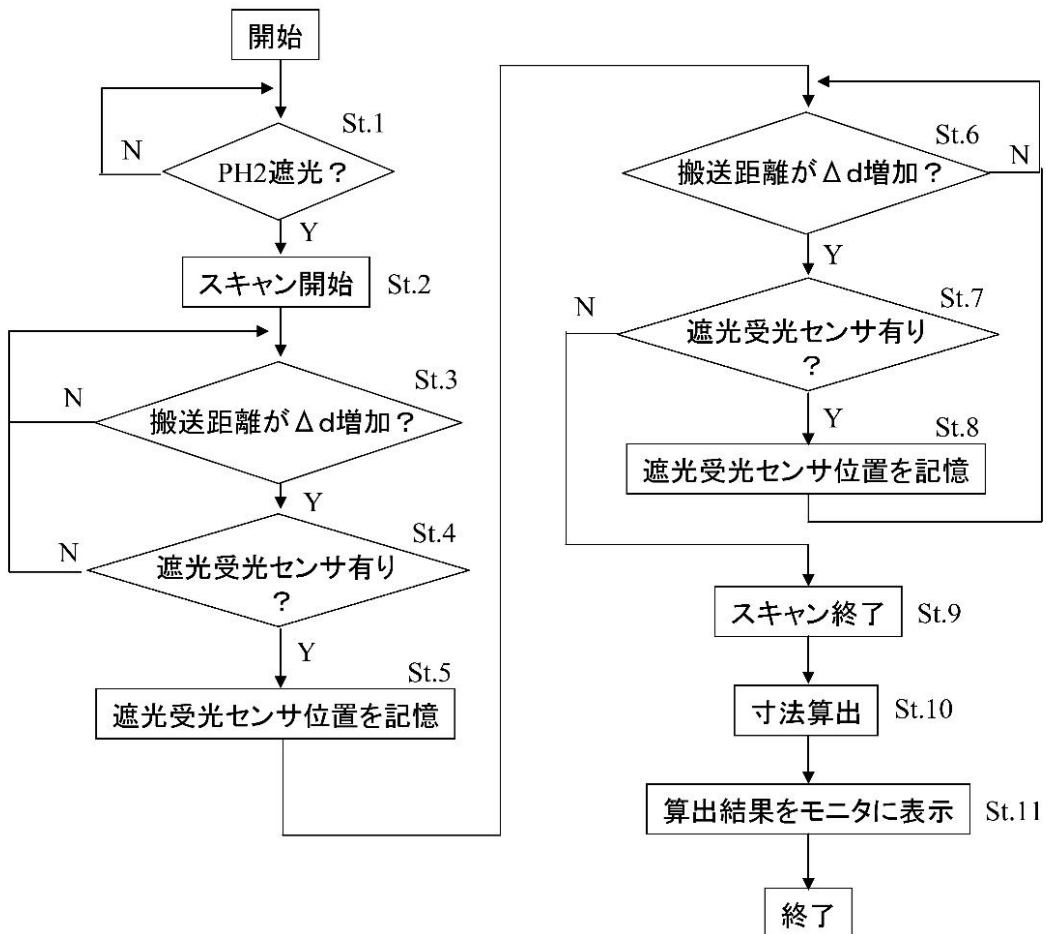 開始
St.1
N
PH2遮光？
Y
スキャン開始
St.2
St.3
N
搬送距離がΔd増加？
Y
St.4
N
遮光受光センサ有り
？
Y
St.5
遮光受光センサ位置を記憶
St.6
搬送距離がΔd増加？
N
Y
St.7
N
遮光受光センサ有り
？
Y
St.8
遮光受光センサ位置を記憶
スキャン終了
St.9
寸法算出
St.10
算出結果をモニタに表示
St.11
終了